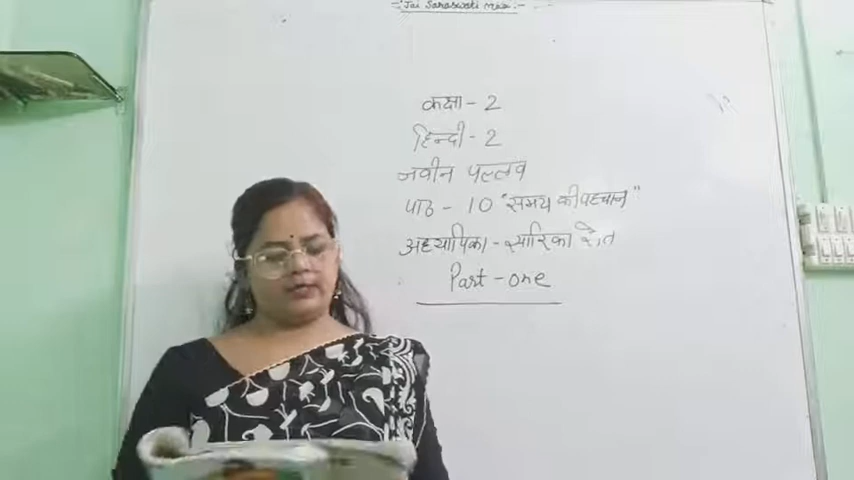 Jai Saraswati Maa
कक्षा - 2
हिन्दी - 2
नवीन पल्लव
पाठ - 10 "समय की पहचान"
अध्यापिका -
Part - one